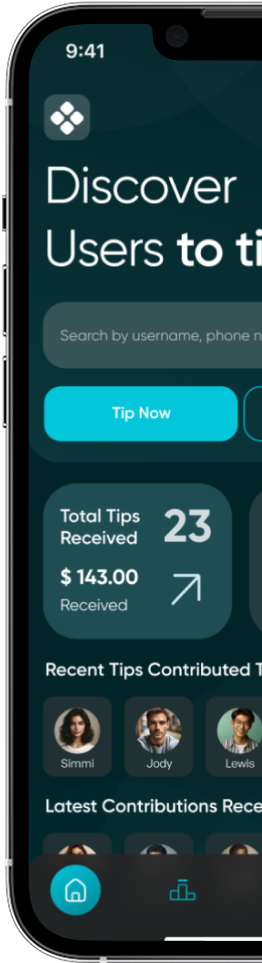 9:41
Discover
Users to ti
Search by username, phone n
Tip Now
Total Tips
Received
23
$ 143.00
Received
Recent Tips Contributed T
Simmi
Jody
Lewis
Latest Contributions Rece